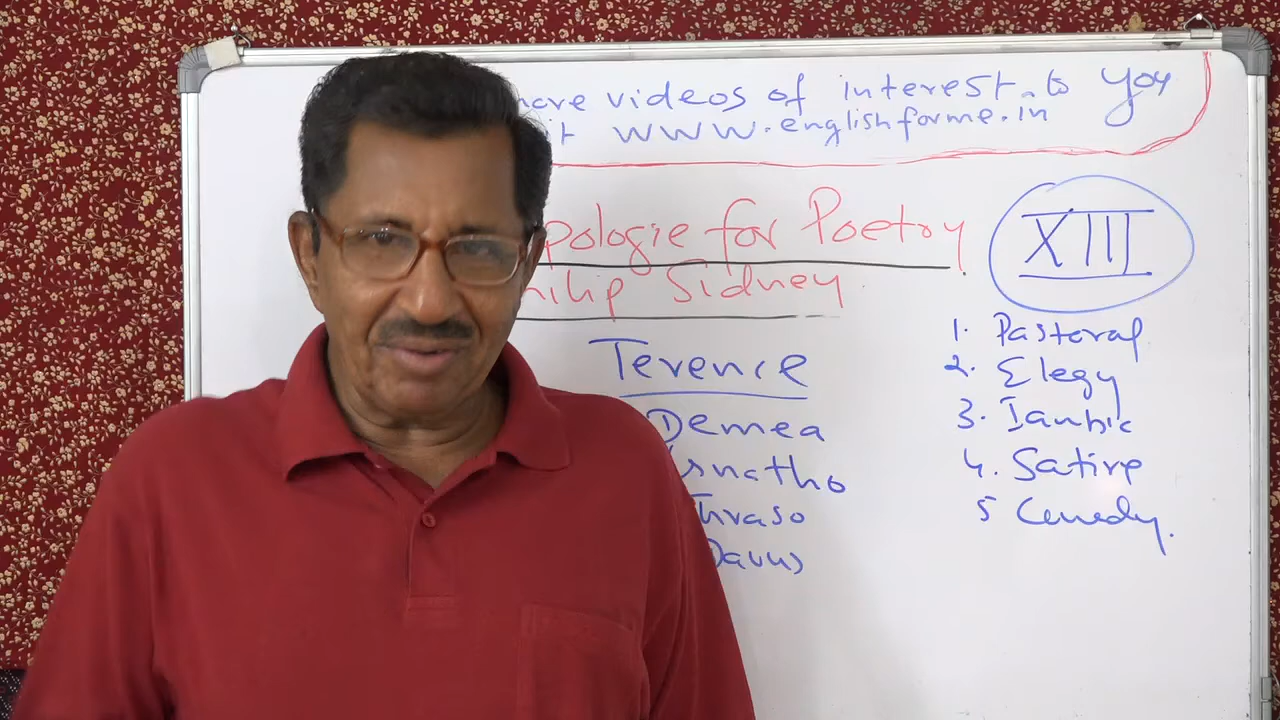 more videos of interest to you
it www.englishforme.in
pologie for Poetry
XIII
hilip Sidney
Terence
Demea
natho
Thraso
Davus
1. Pastoral
2. Elegy
3. Iambic
4. Satire
5 Comedy.